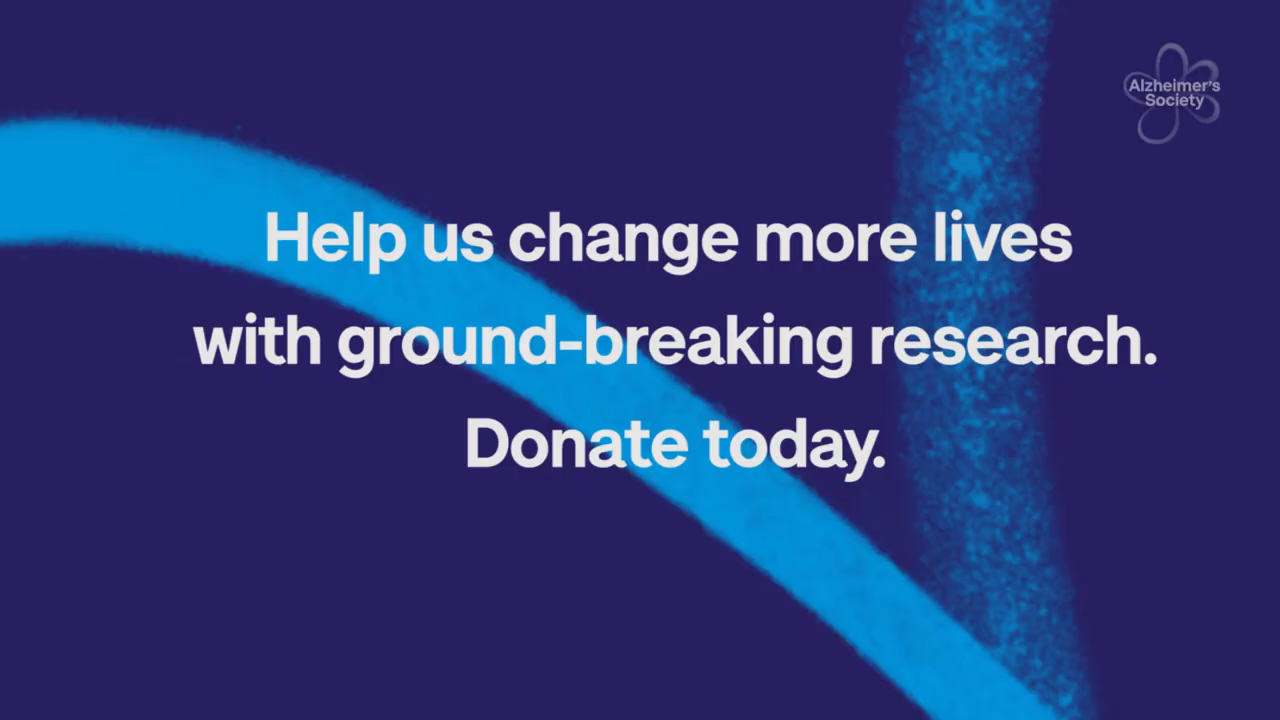 Alzheimer's
Society
Help us change more lives
with ground-breaking research.
Donate today.